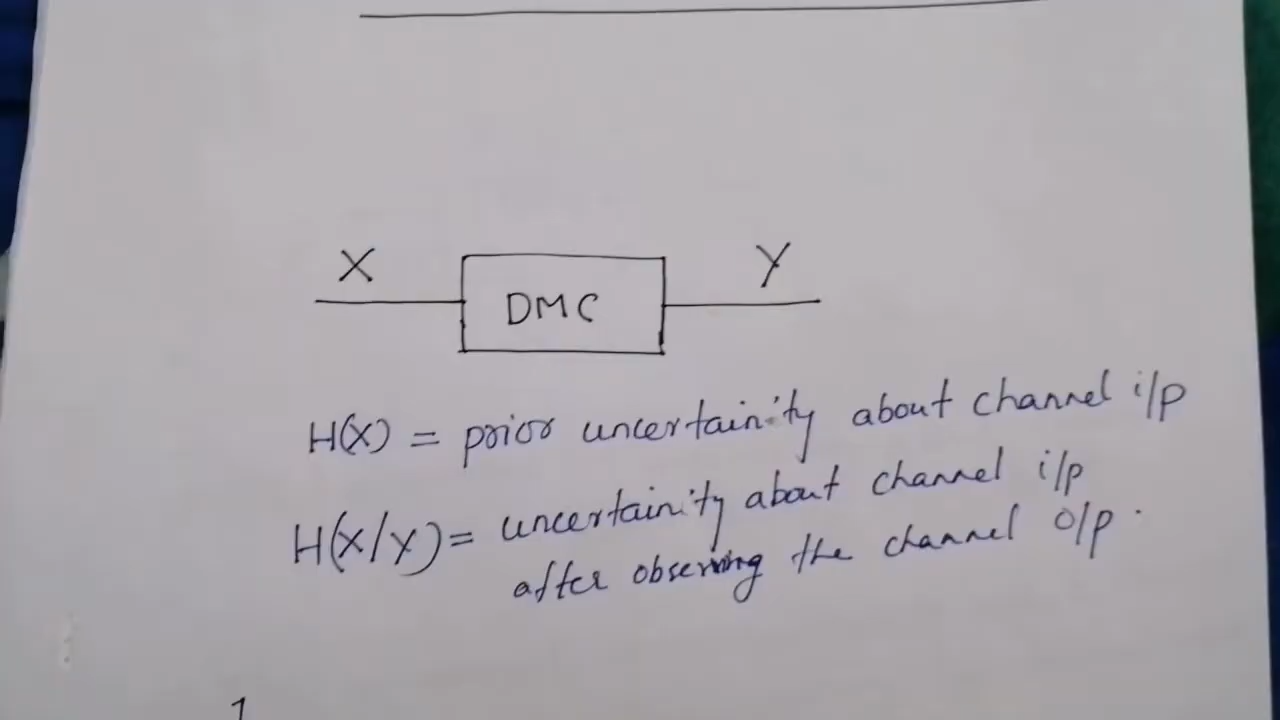 X
Y
DMC
H(X) = prior uncertainity about channel i/p
H(X/Y) = uncertainity about channel i/p
after observing the channel o/p.